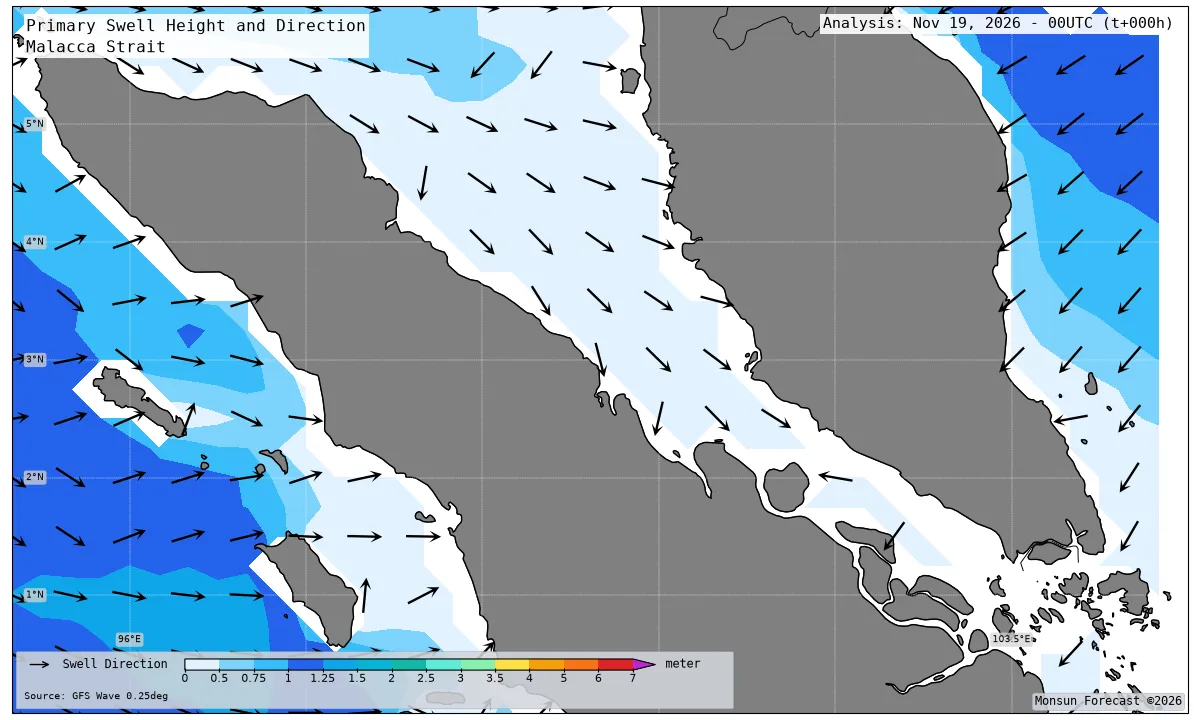 Primary Swell Height and Direction
Malacca Strait
Analysis: Nov 19, 2026 - 00UTC (t+000h)
5°N
4°N
3°N
2°N
1°N
96°E
103.5°E
Swell Direction
meter
0 0.5 0.75 1 1.25 1.5 2 2.5 3 3.5 4 5 6 7
Source: GFS Wave 0.25deg
Monsun Forecast ©2026